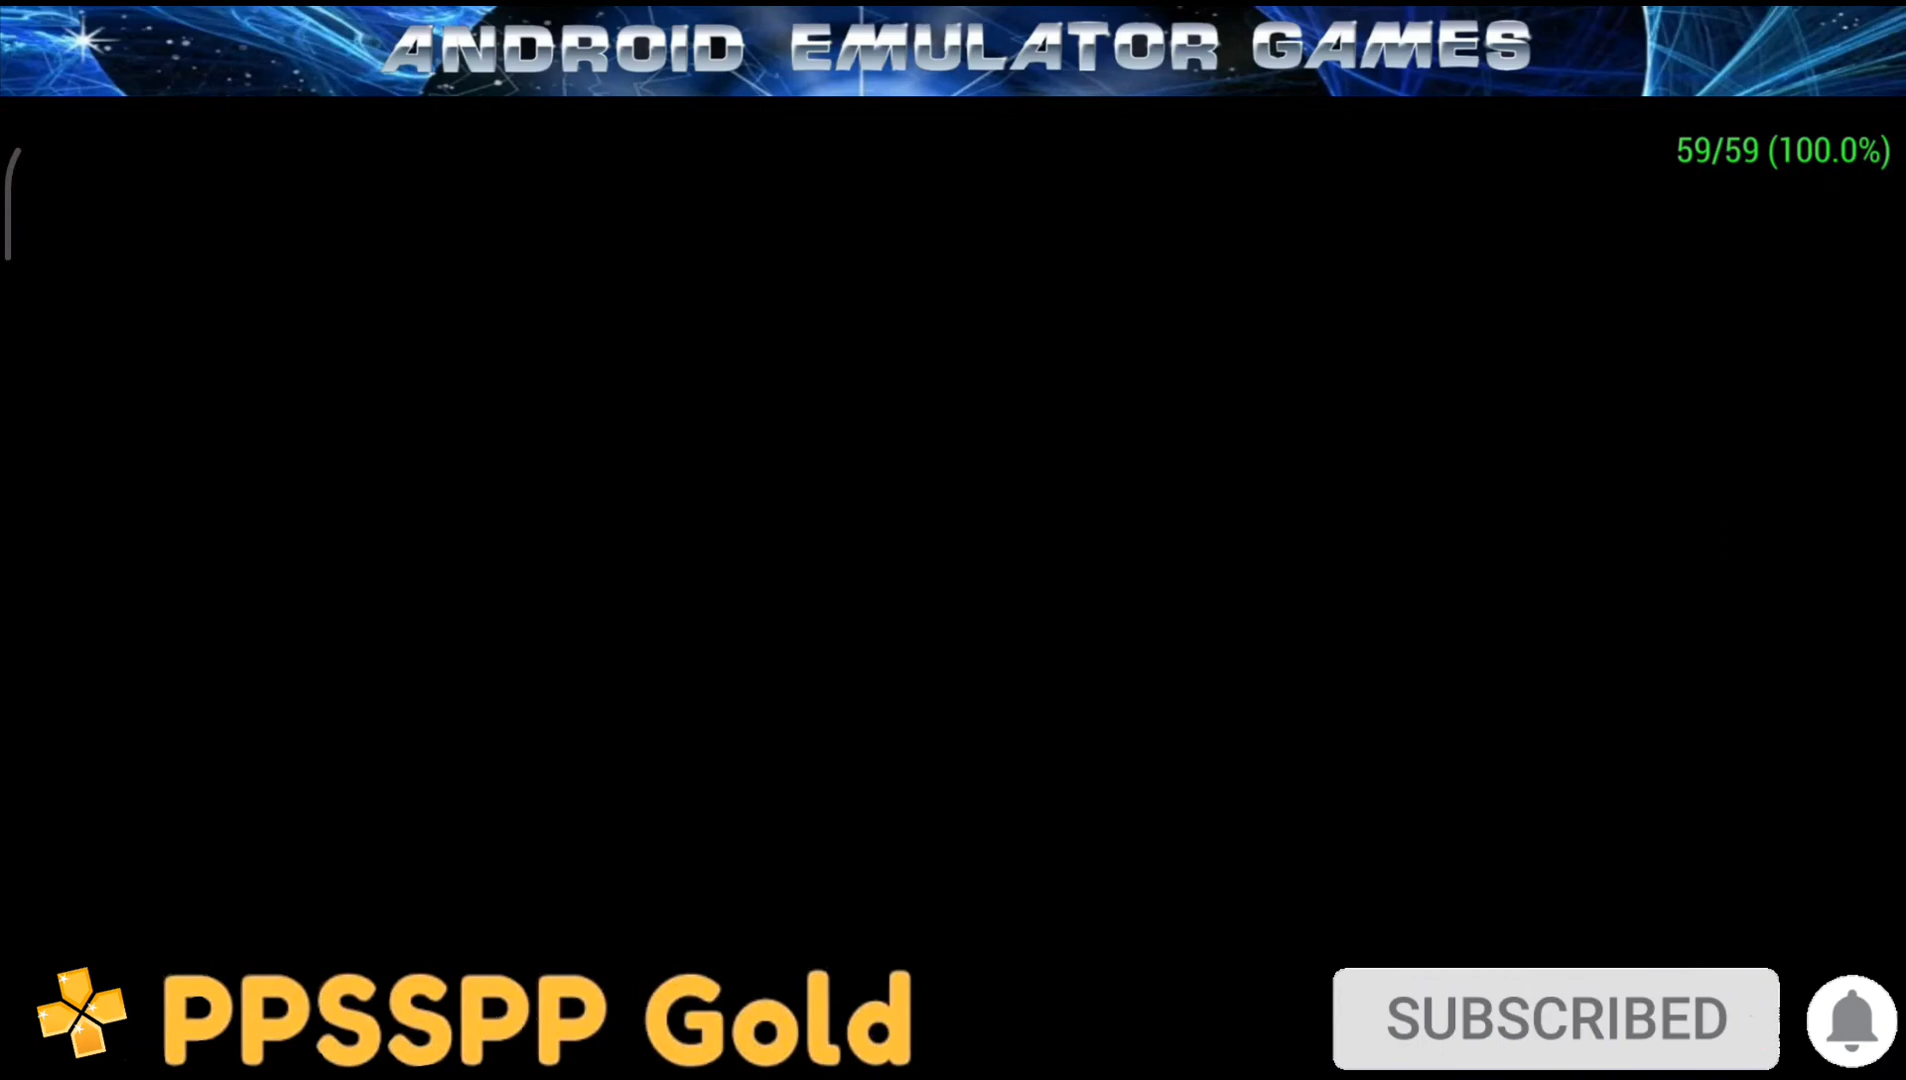 ANDROID EMULATOR GAMES
59/59 (100.0%)
PPSSPP Gold
SUBSCRIBED